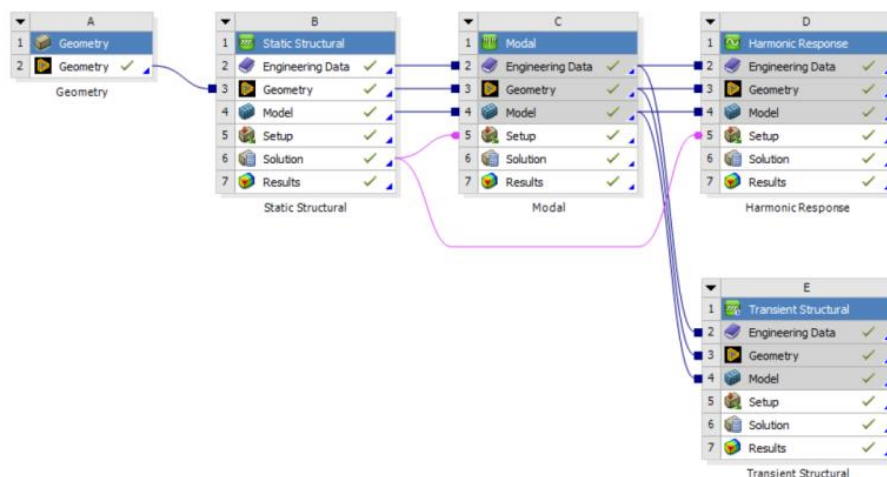 A
1 Geometry
2 Geometry
Geometry
B
1 Static Structural
2 Engineering Data
3 Geometry
4 Model
5 Setup
6 Solution
7 Results
Static Structural
C
1 Modal
2 Engineering Data
3 Geometry
4 Model
5 Setup
6 Solution
7 Results
Modal
D
1 Harmonic Response
2 Engineering Data
3 Geometry
4 Model
5 Setup
6 Solution
7 Results
Harmonic Response
E
1 Transient Structural
2 Engineering Data
3 Geometry
4 Model
5 Setup
6 Solution
7 Results
Transient Structural